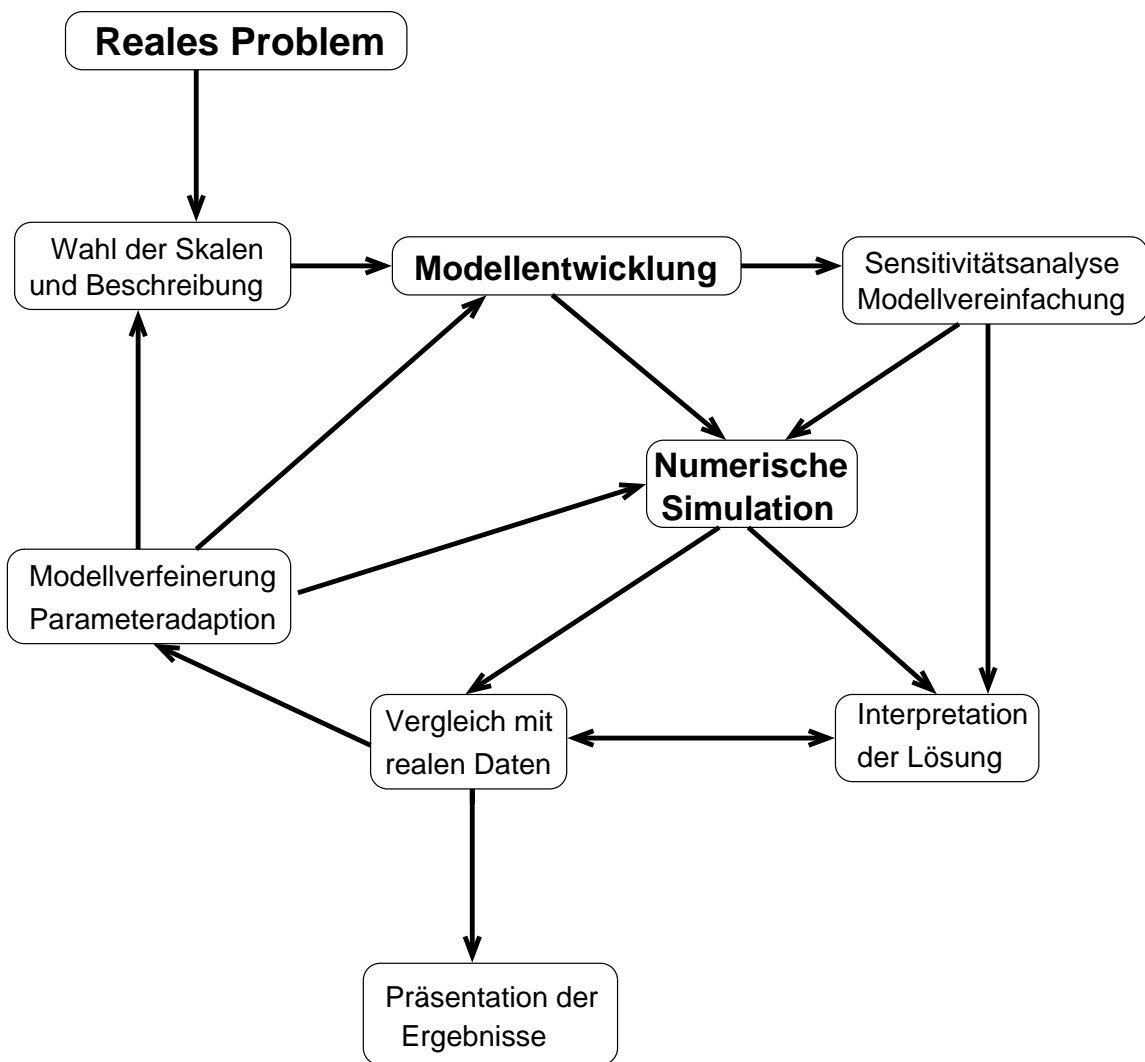 Reales Problem
Wahl der Skalen
und Beschreibung
Modellentwicklung
Sensitivitätsanalyse
Modellvereinfachung
Numerische
Simulation
Modellverfeinerung
Parameteradaption
Vergleich mit
realen Daten
Interpretation
der Lösung
Präsentation der
Ergebnisse